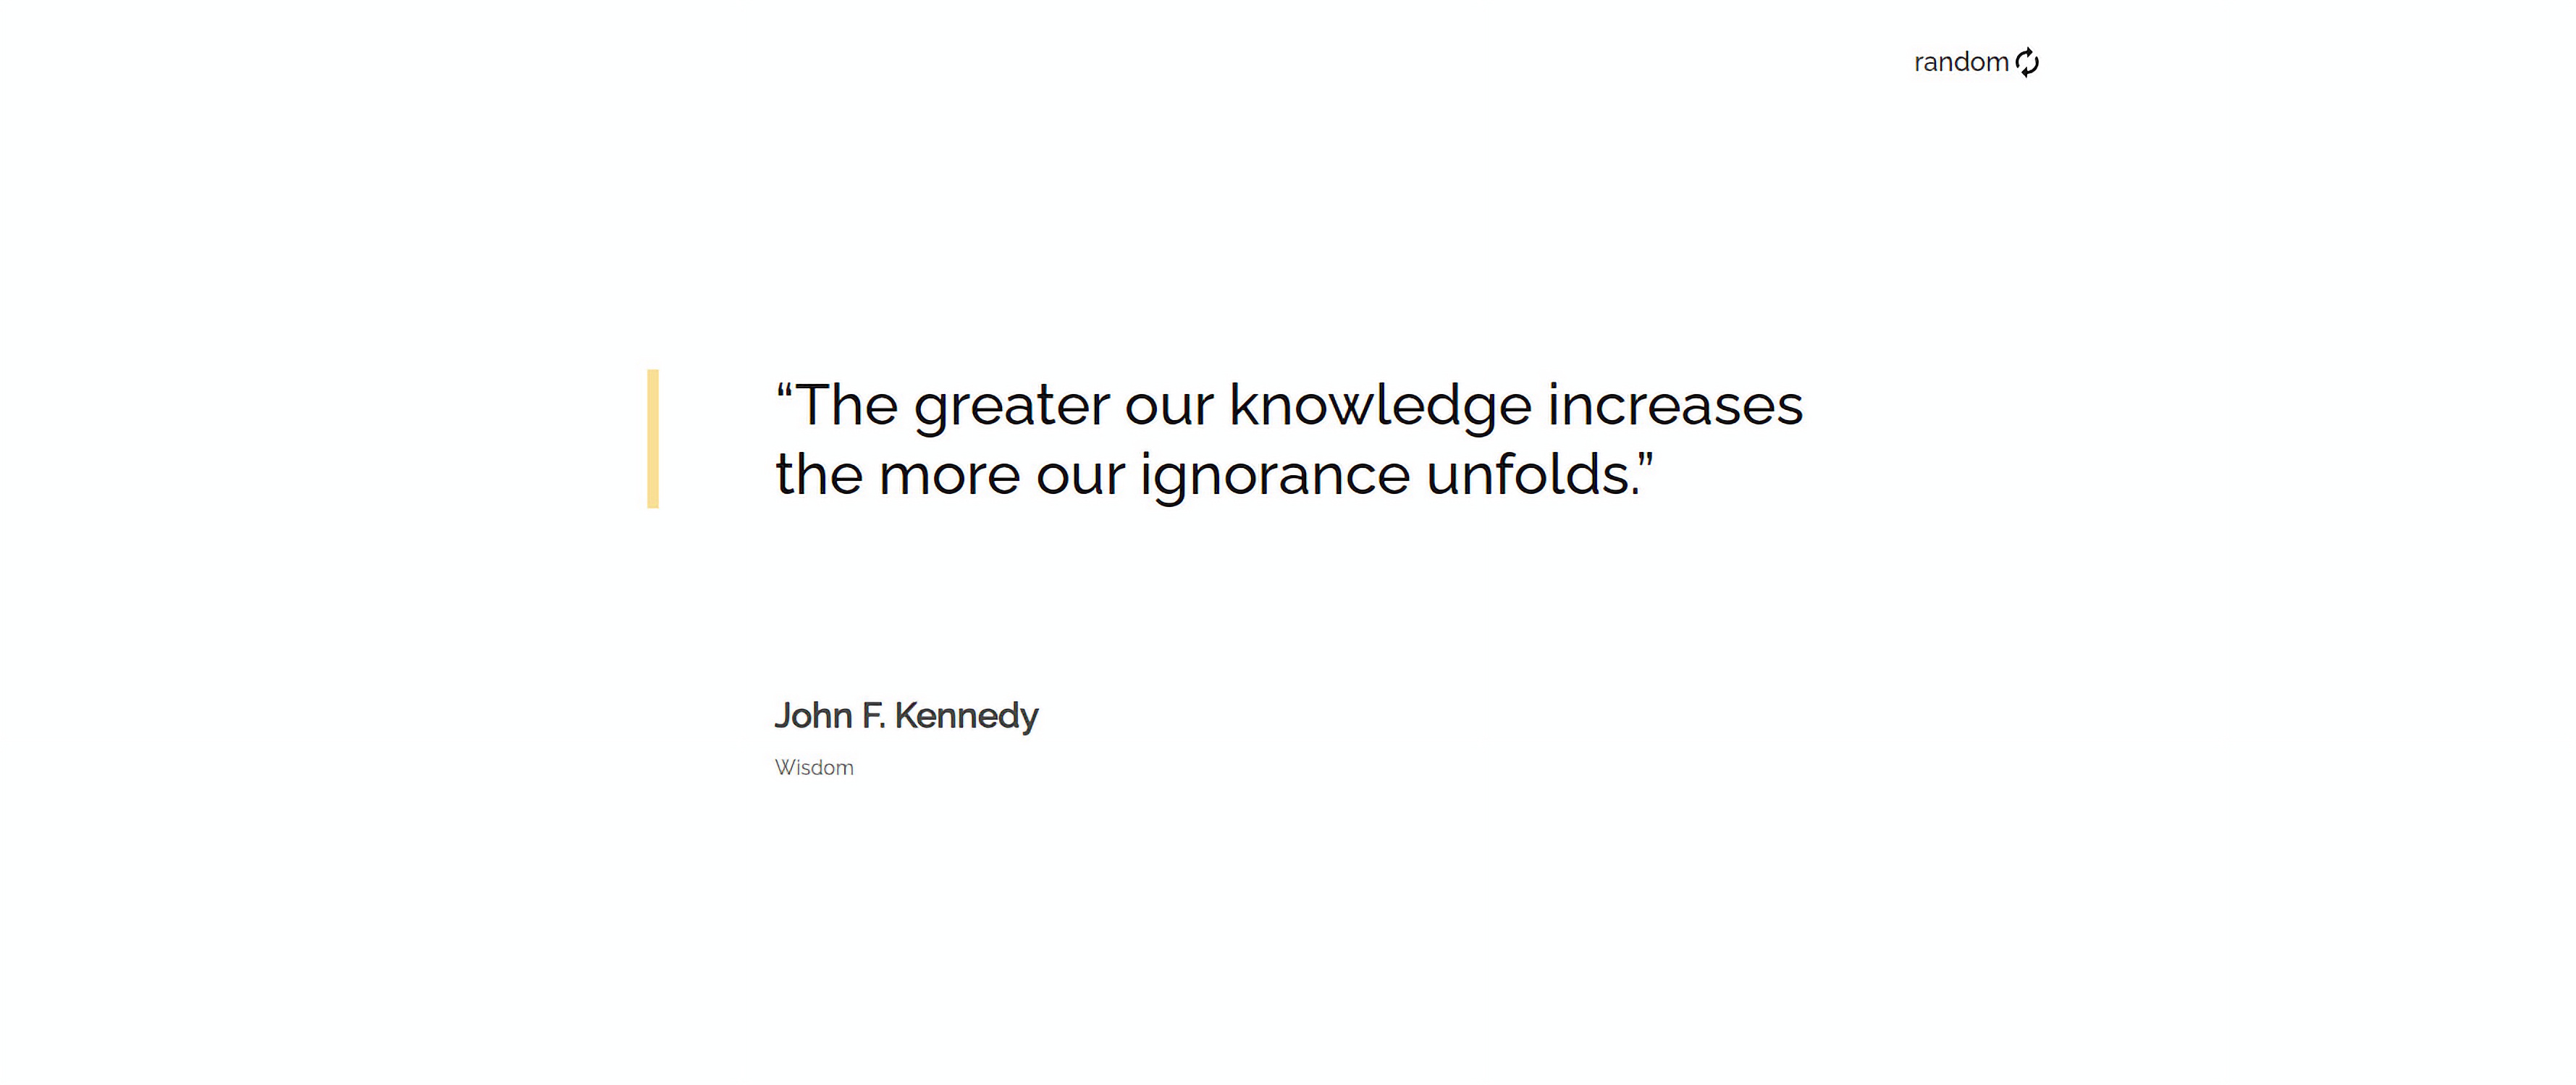 random
“The greater our knowledge increases
the more our ignorance unfolds.”
John F. Kennedy
Wisdom